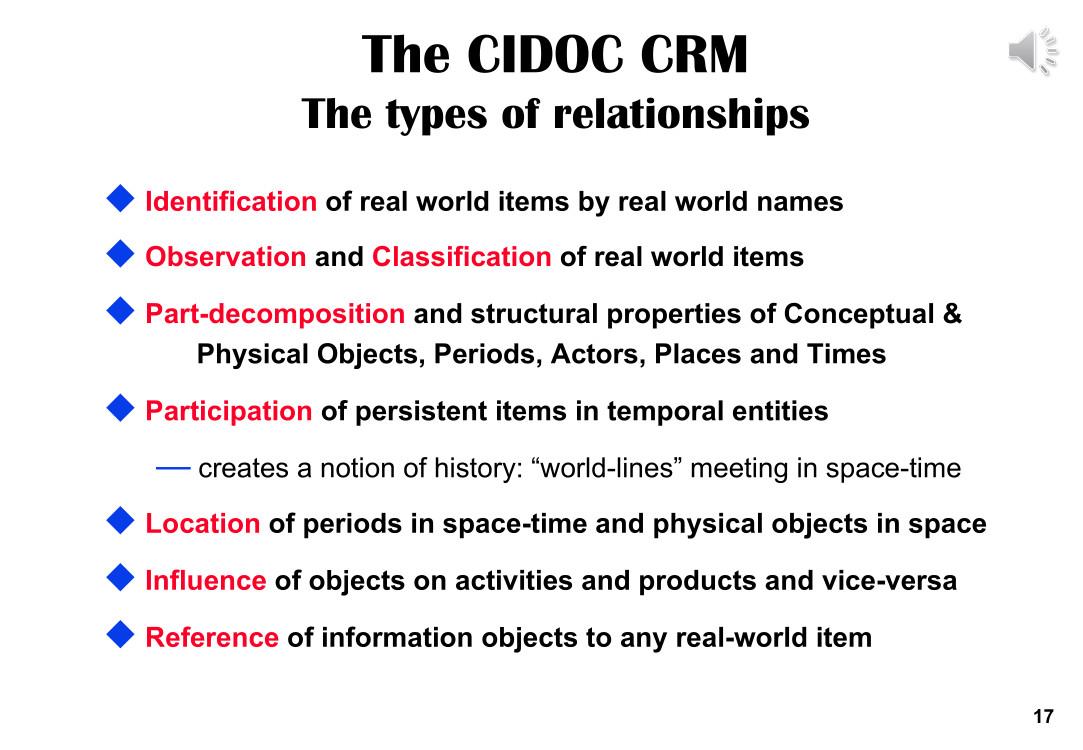 The CIDOC CRM
The types of relationships
Identification of real world items by real world names
Observation and Classification of real world items
Part-decomposition and structural properties of Conceptual &
Physical Objects, Periods, Actors, Places and Times
Participation of persistent items in temporal entities
— creates a notion of history: “world-lines” meeting in space-time
Location of periods in space-time and physical objects in space
Influence of objects on activities and products and vice-versa
Reference of information objects to any real-world item
17